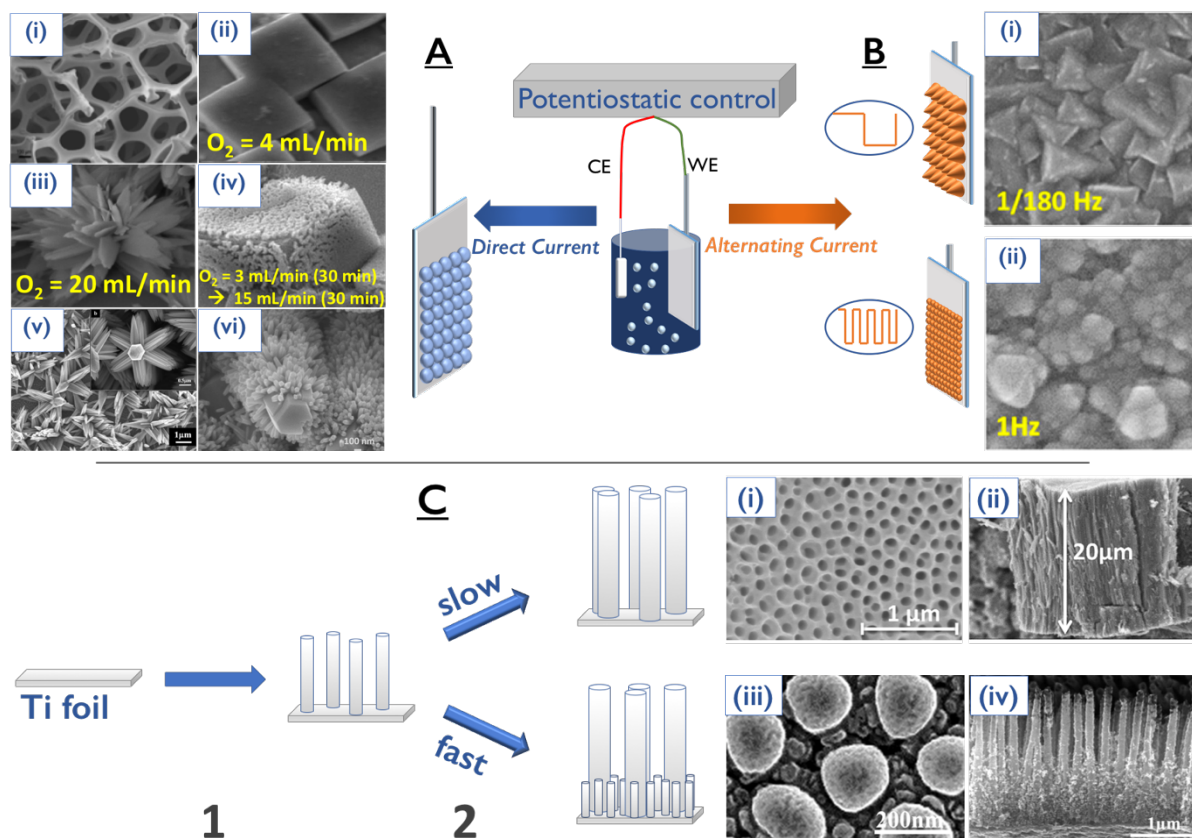 (i)
(ii)
O₂ = 4 mL/min
(iii)
O₂ = 20 mL/min
(iv)
O₂ = 3 mL/min (30 min)
→ 15 mL/min (30 min)
(v)
1μm
(vi)
100 nm
A
Potentiostatic control
CE
WE
Direct Current
Alternating Current
B
(i)
1/180 Hz
(ii)
1Hz
C
Ti foil
1
slow
fast
2
(i)
1 μm
(ii)
20μm
(iii)
200nm
(iv)
1μm